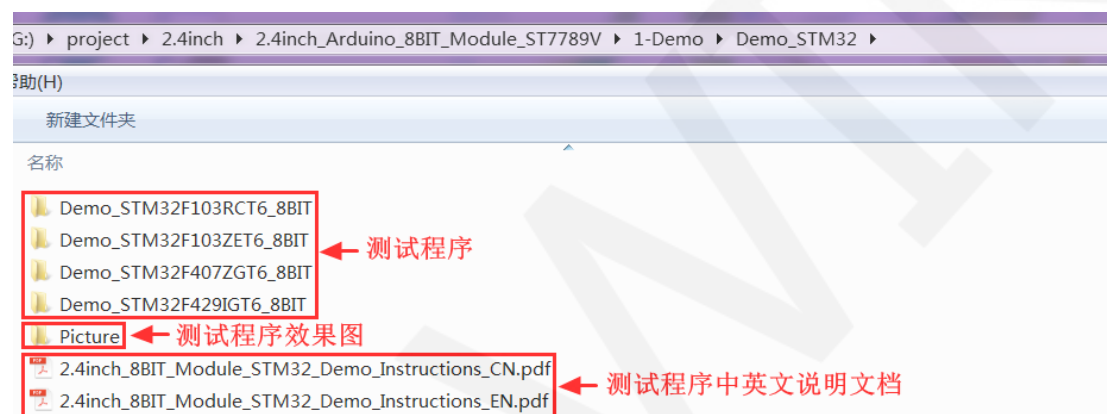 G:) ▸ project ▸ 2.4inch ▸ 2.4inch_Arduino_8BIT_Module_ST7789V ▸ 1-Demo ▸ Demo_STM32 ▸
帮助(H)
新建文件夹
名称
Demo_STM32F103RCT6_8BIT
Demo_STM32F103ZET6_8BIT
测试程序
Demo_STM32F407ZGT6_8BIT
Demo_STM32F429IGT6_8BIT
Picture 测试程序效果图
2.4inch_8BIT_Module_STM32_Demo_Instructions_CN.pdf
测试程序中英文说明文档
2.4inch_8BIT_Module_STM32_Demo_Instructions_EN.pdf